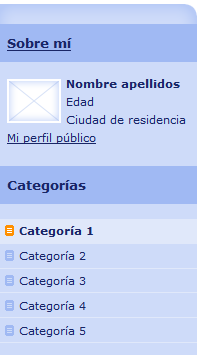 Sobre mí
Nombre apellidos
Edad
Ciudad de residencia
Mi perfil público
Categorías
Categoría 1
Categoría 2
Categoría 3
Categoría 4
Categoría 5